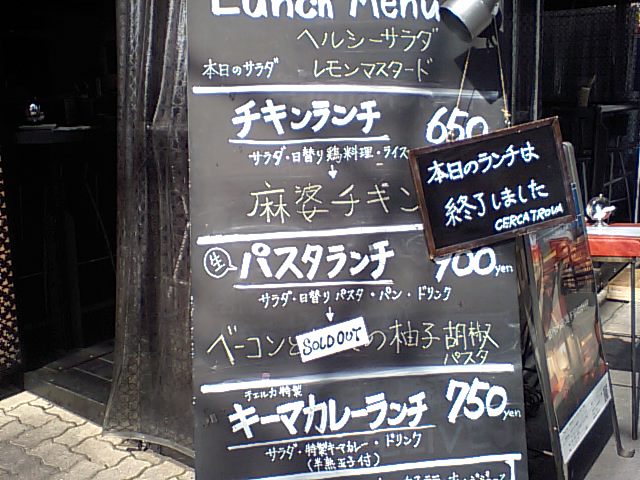 Lunch Menu
ヘルシーサラダ
本日のサラダ レモンマスタード
チキンランチ 650
サラダ・日替り鶏料理・ライス
↓
麻婆チキン
本日のランチは
終了しました
CERCA TROVA
生 パスタランチ 900yen
サラダ・日替りパスタ・パン・ドリンク
↓
ベーコンと の柚子胡椒
SOLD OUT
パスタ
チェルカ特製
キーマカレーランチ 750yen
サラダ・特製キーマカレー・ドリンク
(半熟玉子付)